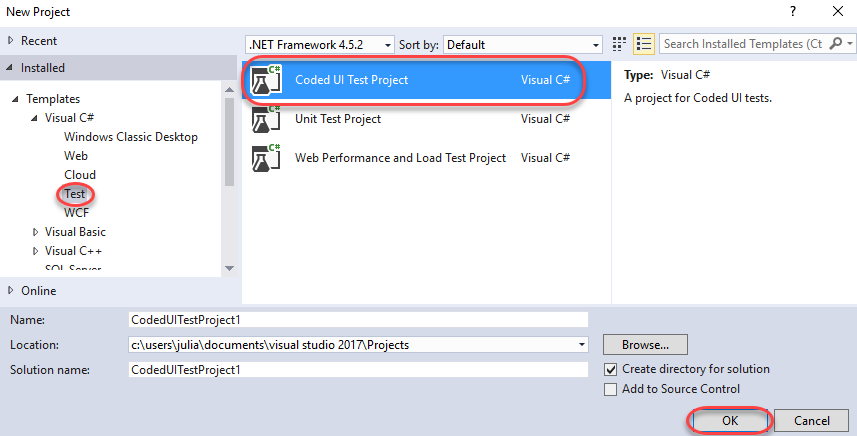 New Project
?
Recent
.NET Framework 4.5.2
Sort by:
Default
Search Installed Templates (Ct
Installed
Templates
Visual C#
Windows Classic Desktop
Web
Cloud
Test
WCF
Visual Basic
Visual C++
SQL Server
Online
C# Coded UI Test Project Visual C#
C# Unit Test Project Visual C#
C# Web Performance and Load Test Project Visual C#
Type: Visual C#
A project for Coded UI tests.
Name: CodedUITestProject1
Location: c:\users\julia\documents\visual studio 2017\Projects
Browse...
Solution name: CodedUITestProject1
Create directory for solution
Add to Source Control
OK
Cancel